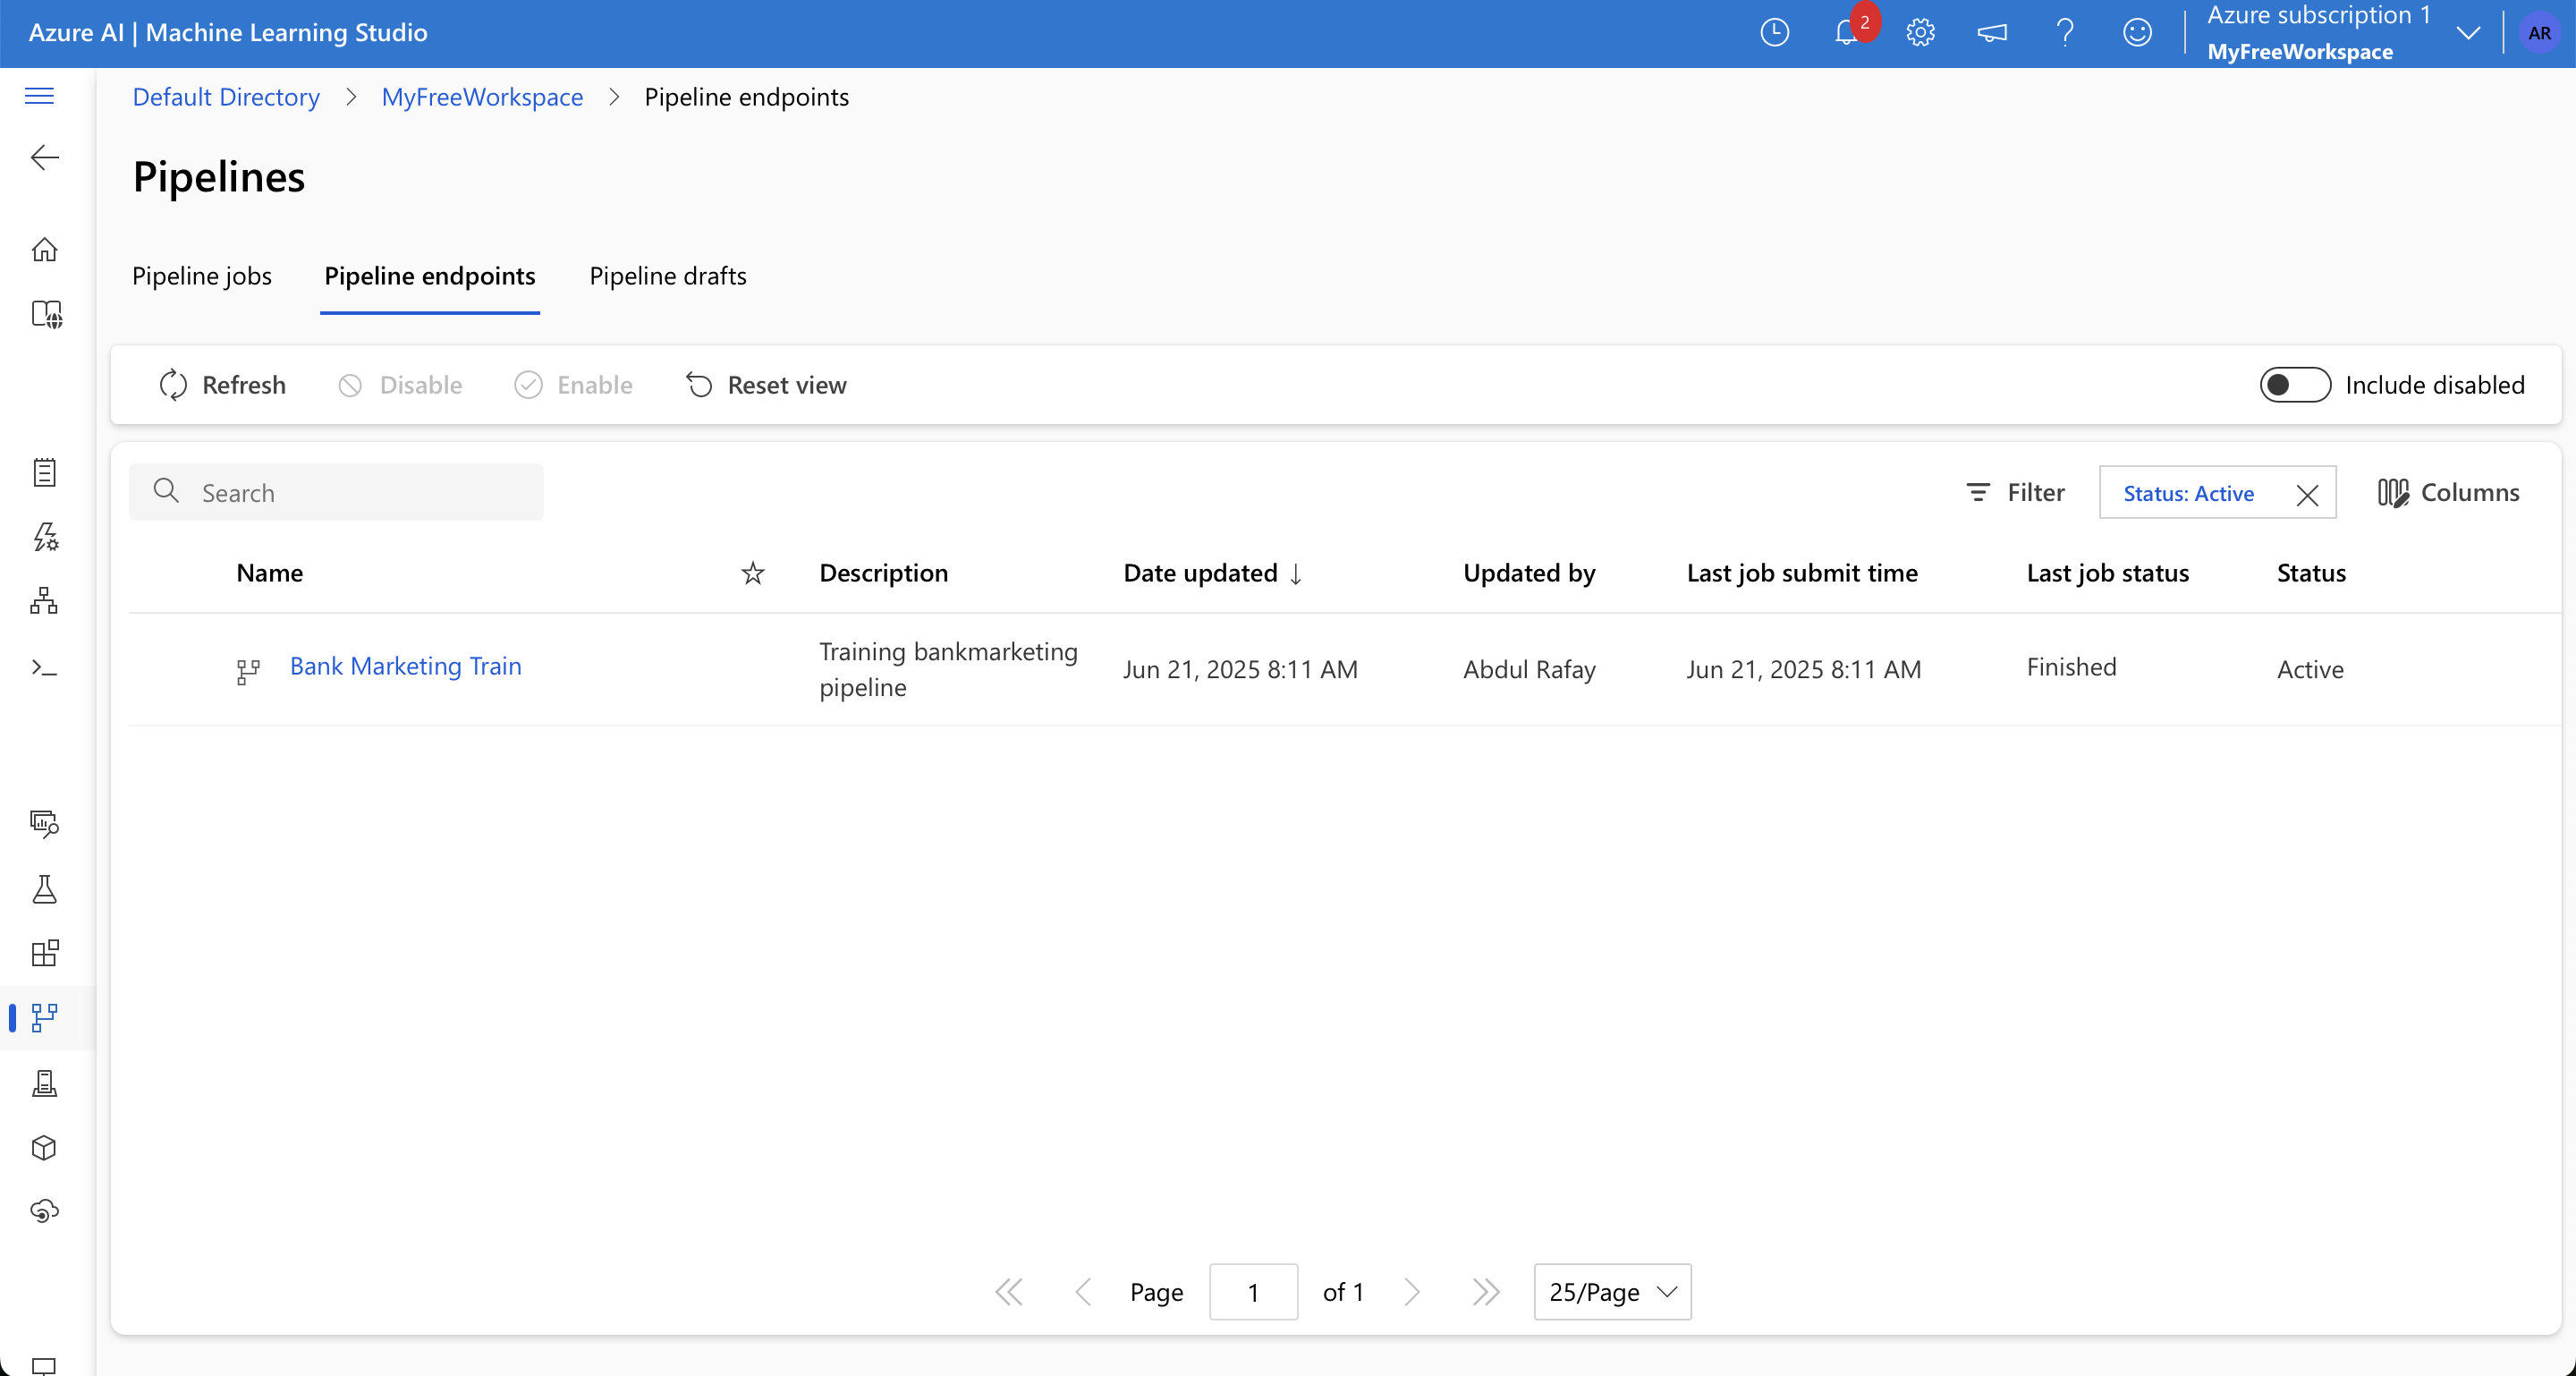 Azure AI | Machine Learning Studio
2
Azure subscription 1
MyFreeWorkspace
AR
Default Directory > MyFreeWorkspace > Pipeline endpoints
Pipelines
Pipeline jobs
Pipeline endpoints
Pipeline drafts
Refresh
Disable
Enable
Reset view
Include disabled
Search
Filter
Status: Active
Columns
Name
Description
Date updated ↓
Updated by
Last job submit time
Last job status
Status
Bank Marketing Train
Training bankmarketing
pipeline
Jun 21, 2025 8:11 AM
Abdul Rafay
Jun 21, 2025 8:11 AM
Finished
Active
Page 1 of 1
25/Page